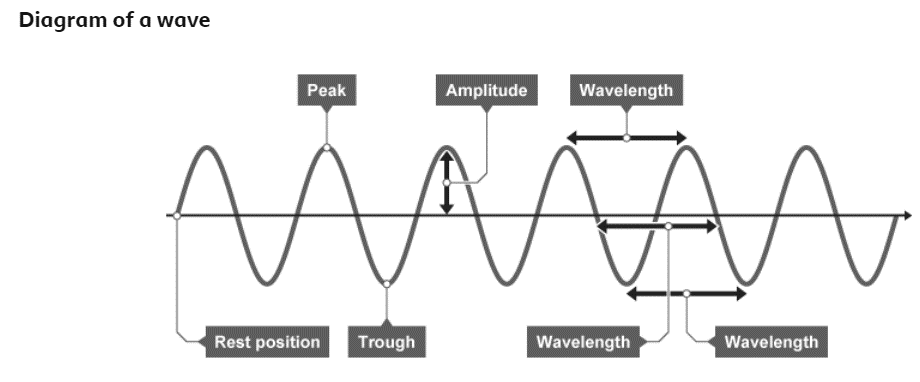 Diagram of a wave
Peak
Amplitude
Wavelength
Rest position
Trough
Wavelength
Wavelength